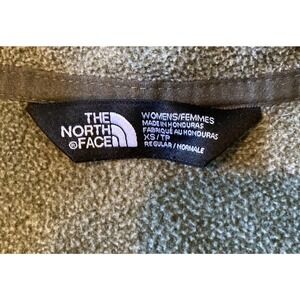 THE
NORTH
FACE
WOMENS/FEMMES
MADE IN HONDURAS
FABRIQUÉ AU HONDURAS
XS/TP
REGULAR/NORMALE